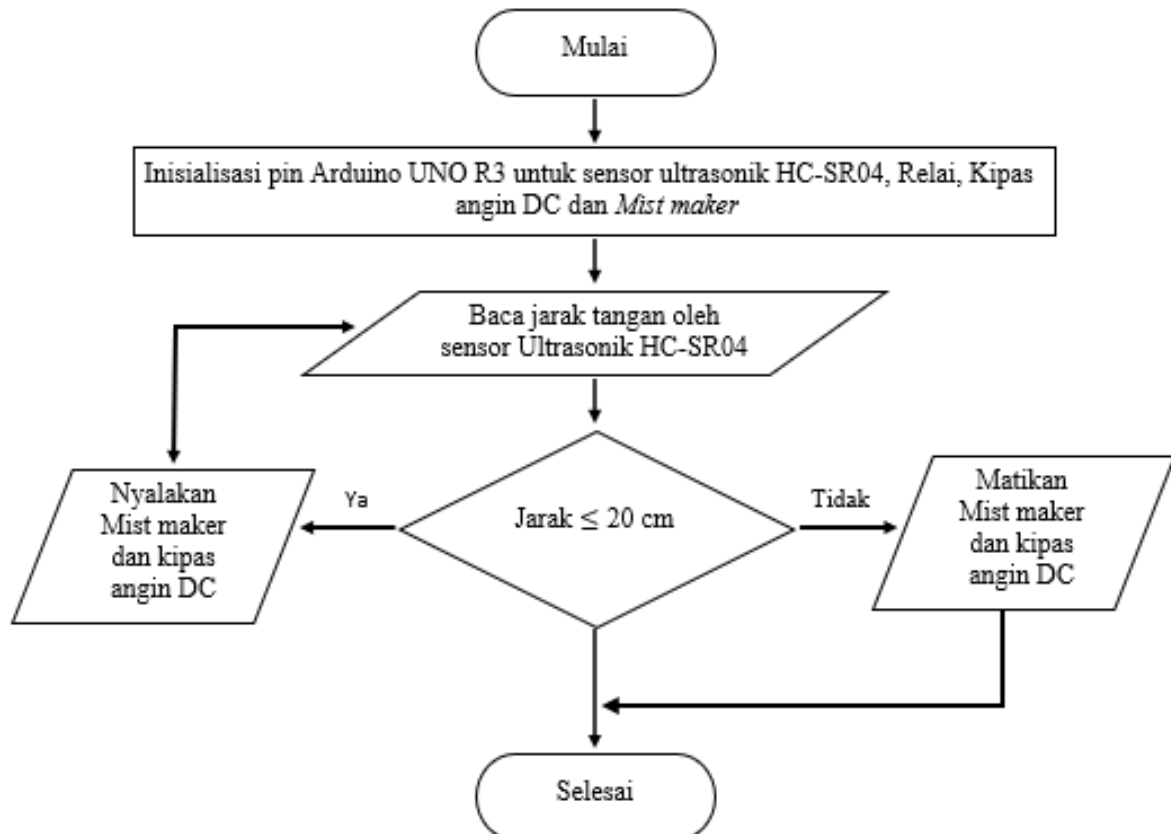 Mulai
Inisialisasi pin Arduino UNO R3 untuk sensor ultrasonik HC-SR04, Relai, Kipas
angin DC dan Mist maker
Baca jarak tangan oleh
sensor Ultrasonik HC-SR04
Nyalakan
Mist maker
dan kipas
angin DC
Ya
Jarak ≤ 20 cm
Tidak
Matikan
Mist maker
dan kipas
angin DC
Selesai